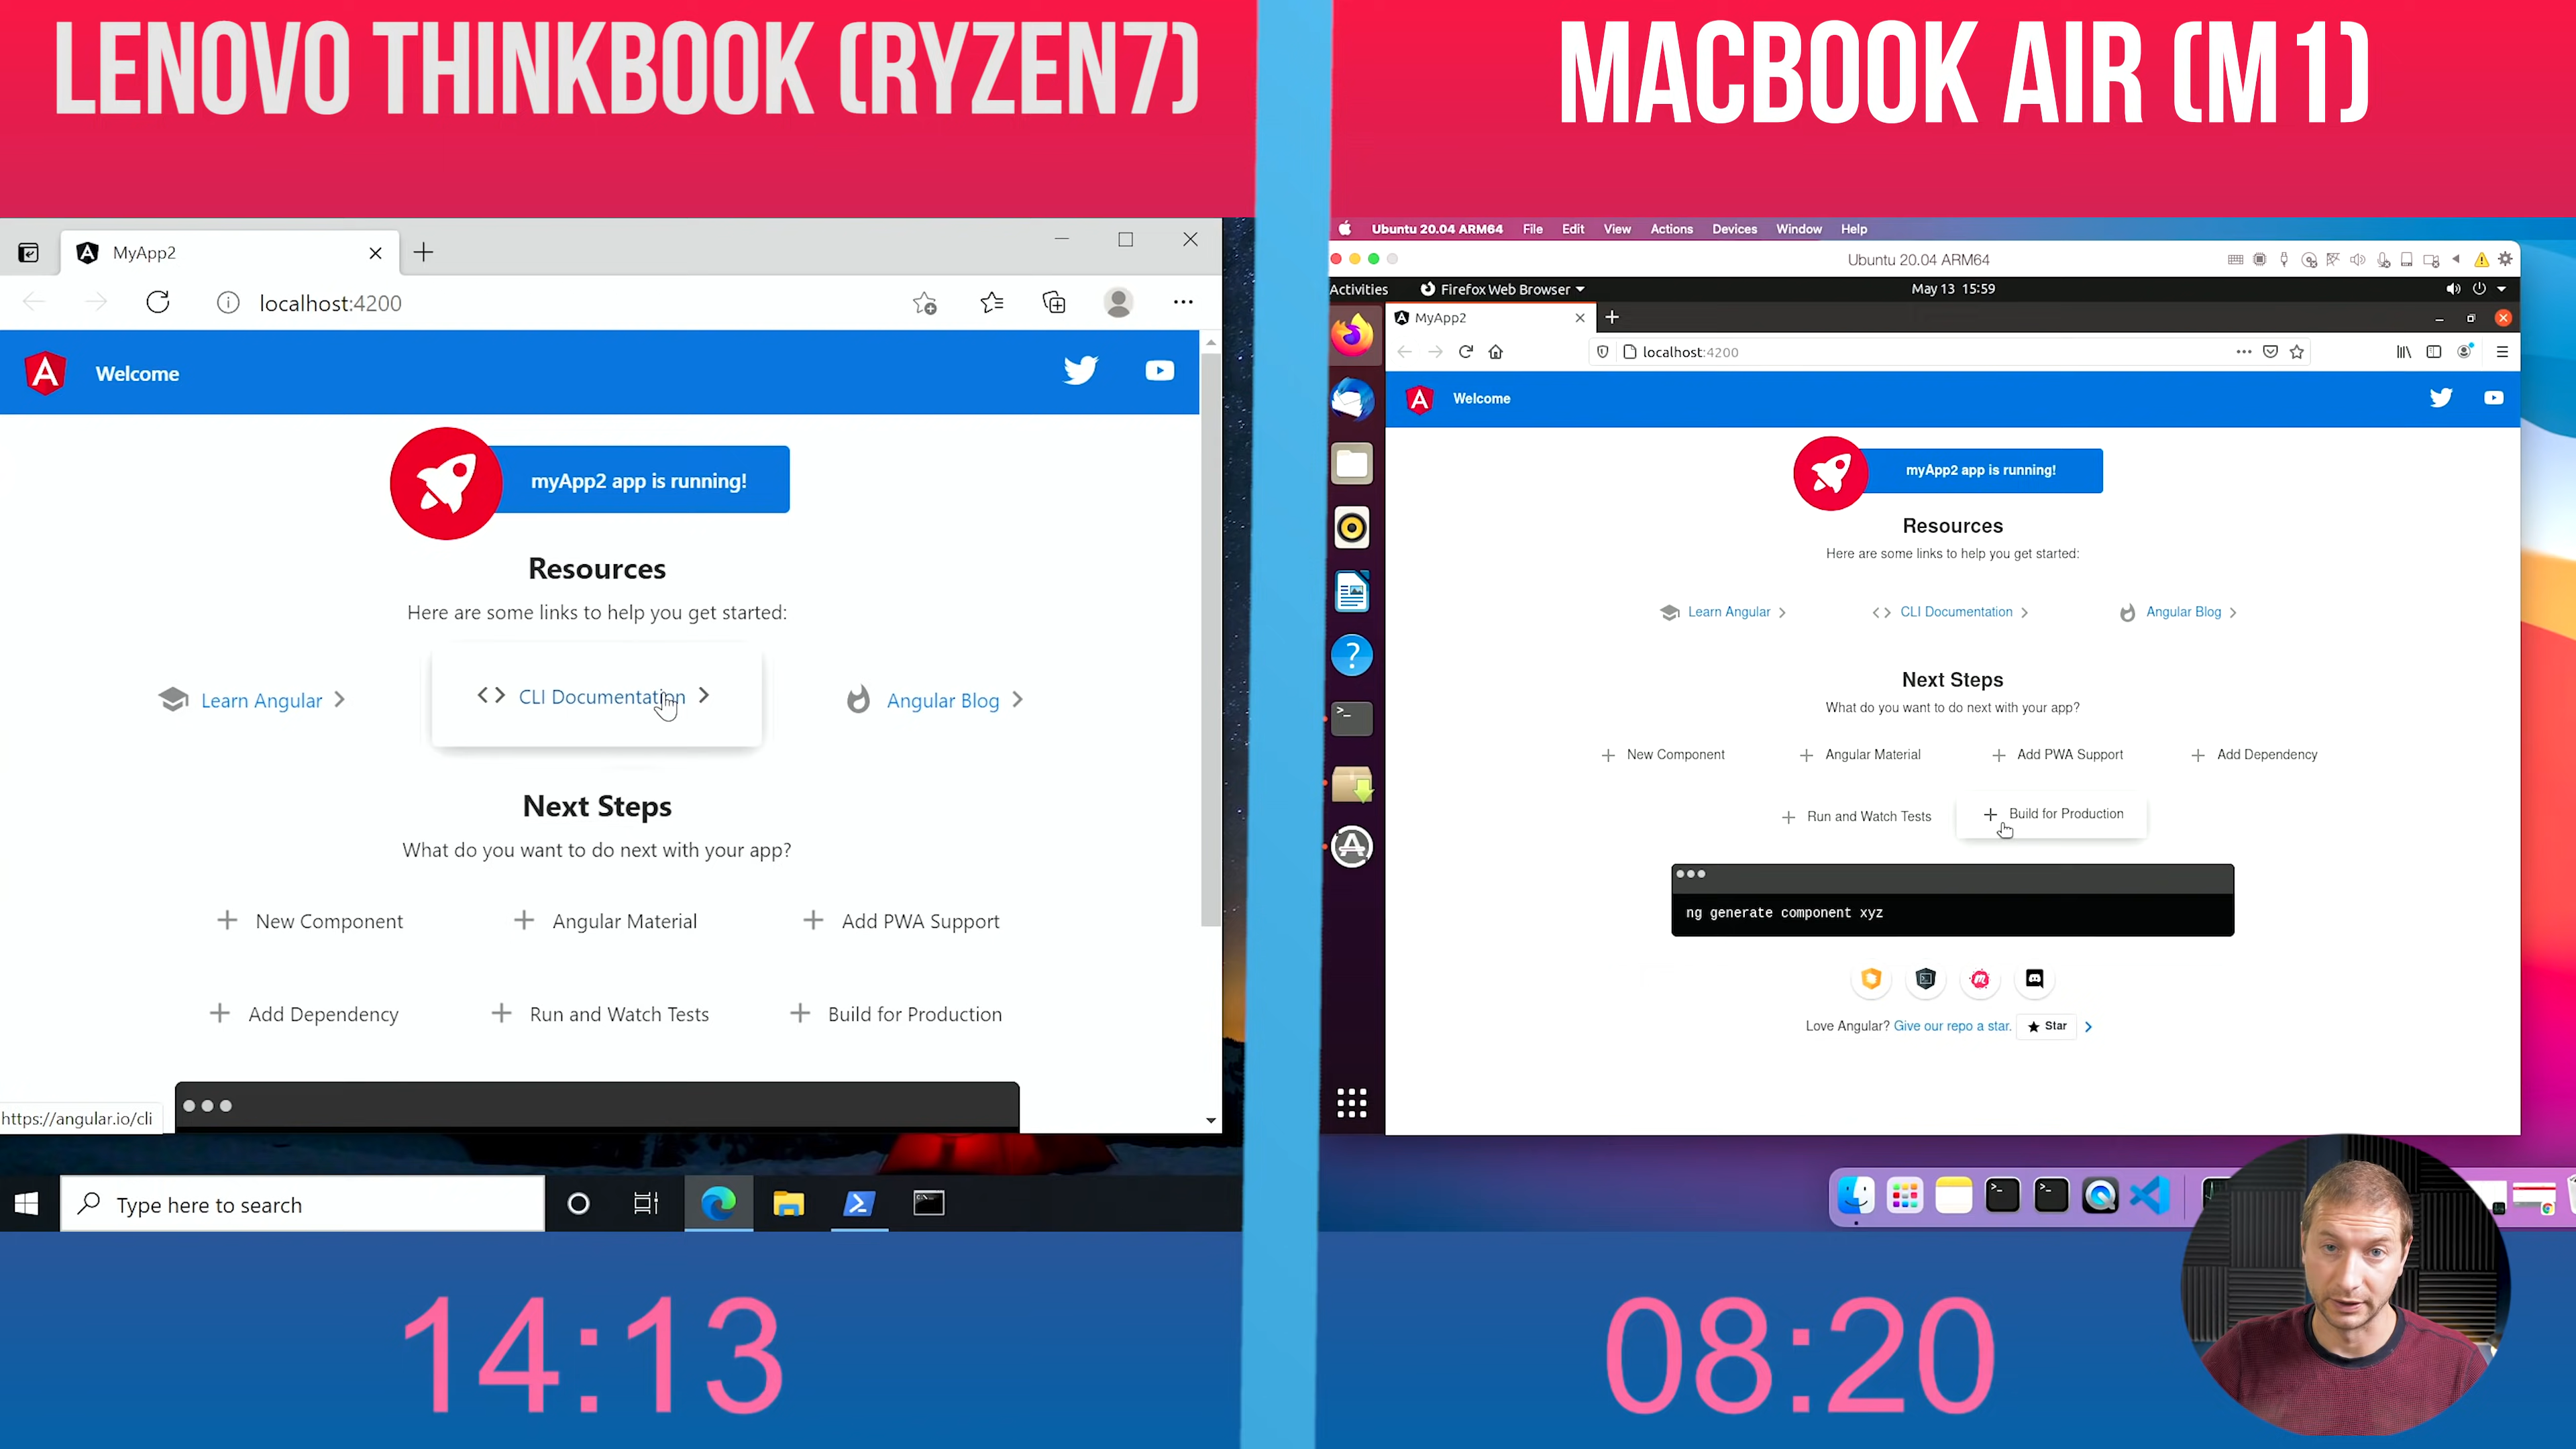 LENOVO THINKBOOK (RYZEN7)
MyApp2
localhost:4200
Welcome
myApp2 app is running!
Resources
Here are some links to help you get started:
Learn Angular
CLI Documentation
Angular Blog
Next Steps
What do you want to do next with your app?
New Component
Angular Material
Add PWA Support
Add Dependency
Run and Watch Tests
Build for Production
https://angular.io/cli
Type here to search
14:13
MACBOOK AIR (M1)
Ubuntu 20.04 ARM64 File Edit View Actions Devices Window Help
Ubuntu 20.04 ARM64
Activities Firefox Web Browser May 13 15:59
MyApp2
localhost:4200
Welcome
myApp2 app is running!
Resources
Here are some links to help you get started:
Learn Angular
CLI Documentation
Angular Blog
Next Steps
What do you want to do next with your app?
New Component
Angular Material
Add PWA Support
Add Dependency
Run and Watch Tests
Build for Production
ng generate component xyz
Love Angular? Give our repo a star. Star
08:20